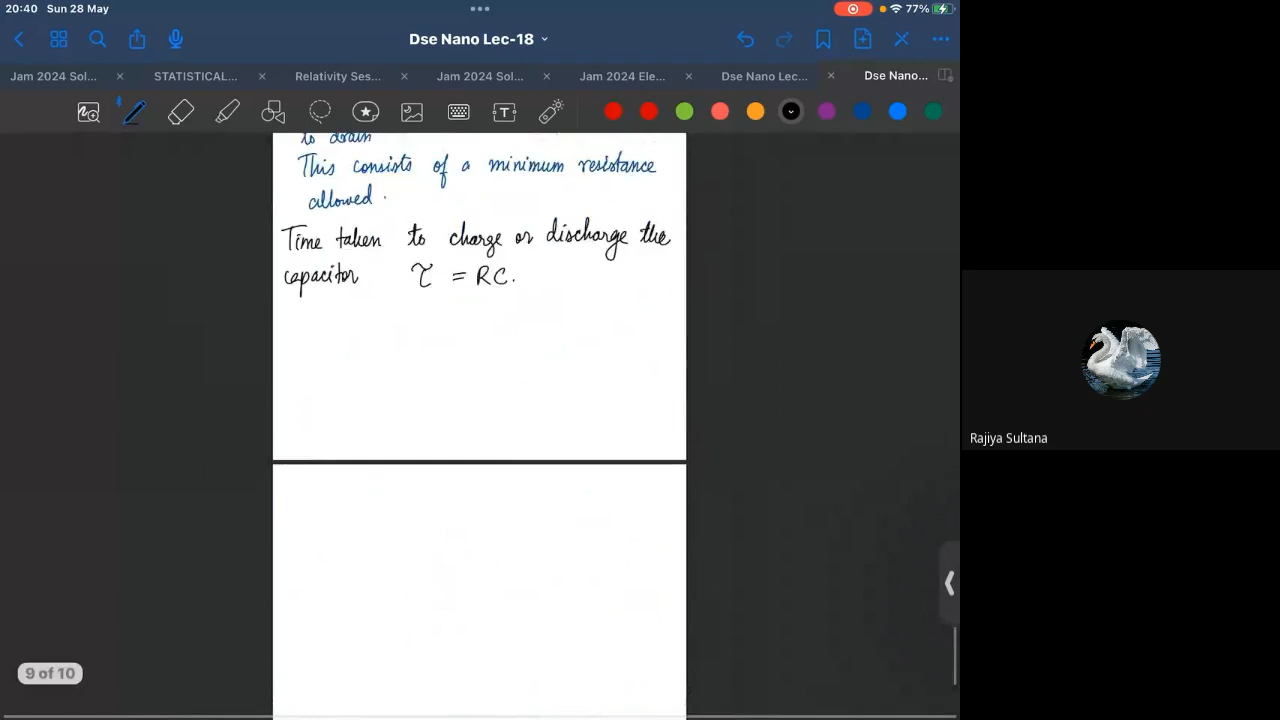 20:40 Sun 28 May
77%
Dse Nano Lec-18
Jam 2024 Sol...
STATISTICAL...
Relativity Ses...
Jam 2024 Sol...
Jam 2024 Ele...
Dse Nano Lec...
Dse Nano...
to drain
This consists of a minimum resistance
allowed.
Time taken to charge or discharge the
capacitor τ = RC.
Rajiya Sultana
9 of 10